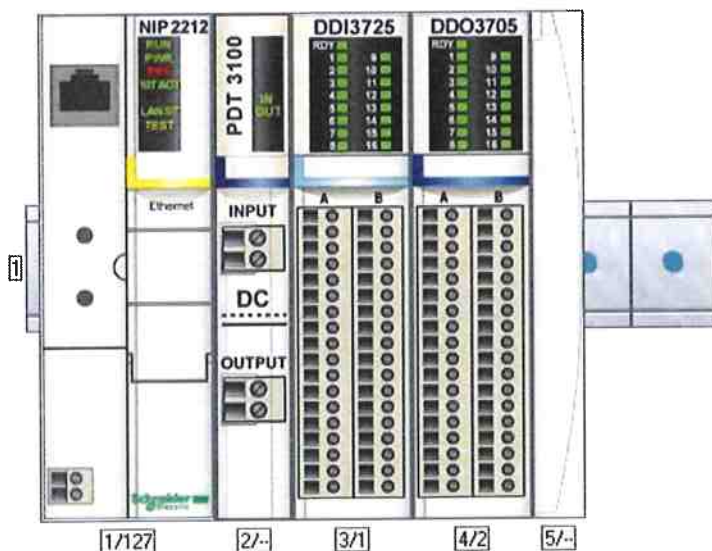 NIP 2212
PDT 3100
DDI3725
DDO3705
RUN
PWR
ERR
10T ACT
LAN ST
TEST
IN
OUT
RDY
1 9
2 10
3 11
4 12
5 13
6 14
7 15
8 16
RDY
1 9
2 10
3 11
4 12
5 13
6 14
7 15
8 16
Ethernet
INPUT
DC
OUTPUT
A B
A B
1
Schneider
Electric
1/127
2/--
3/1
4/2
5/--